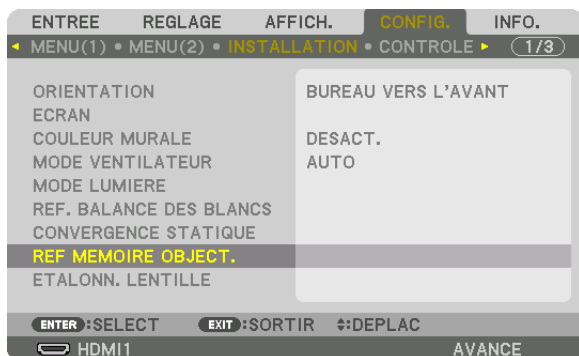 ENTREE REGLAGE AFFICH. CONFIG. INFO.
MENU(1) • MENU(2) • INSTALLATION • CONTROLE 1/3
ORIENTATION BUREAU VERS L'AVANT
ECRAN
COULEUR MURALE DESACT.
MODE VENTILATEUR AUTO
MODE LUMIERE
REF. BALANCE DES BLANCS
CONVERGENCE STATIQUE
REF MEMOIRE OBJECT.
ETALONN. LENTILLE
ENTER :SELECT EXIT :SORTIR :DEPLAC
HDMI1 AVANCE